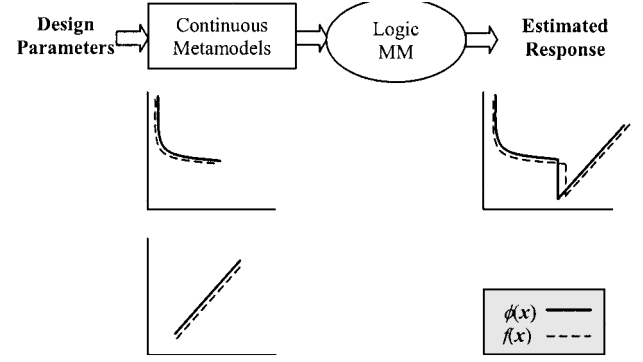 Design
Parameters
Continuous
Metamodels
Logic
MM
Estimated
Response
ϕ(x)
f(x)